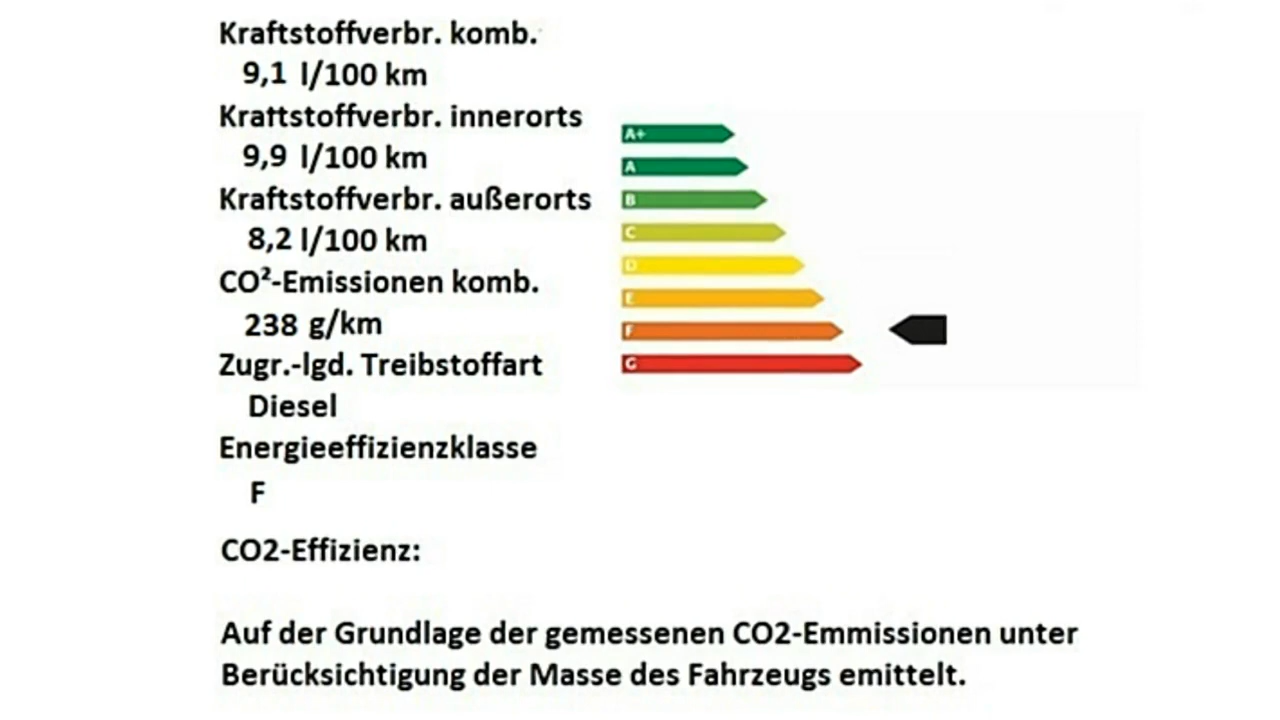 Kraftstoffverbr. komb.
9,1 l/100 km
Krattstoffverbr. innerorts
9,9 l/100 km
Kraftstoffverbr. außerorts
8,2 l/100 km
CO²-Emissionen komb.
238 g/km
Zugr.-lgd. Treibstoffart
Diesel
Energieeffizienzklasse
F
A+
A
B
C
D
E
F
G
CO2-Effizienz:
Auf der Grundlage der gemessenen CO2-Emmissionen unter
Berücksichtigung der Masse des Fahrzeugs emittelt.